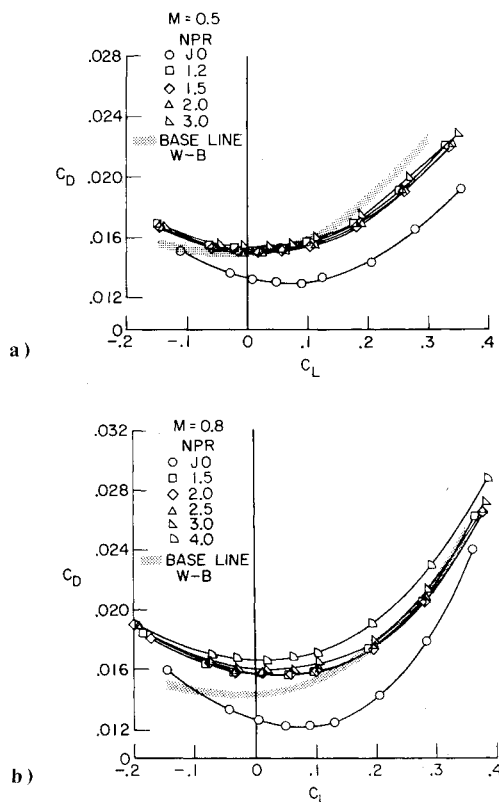 M = 0.5
NPR
J0
1.2
1.5
2.0
3.0
BASE LINE
W-B
.028
.024
.020
.016
.012
0
C_D
-.2
-.1
0
.1
.2
.3
.4
C_L
a)
M = 0.8
NPR
J0
1.5
2.0
2.5
3.0
4.0
BASE LINE
W-B
.032
.028
.024
.020
.016
.012
0
C_D
-.2
-.1
0
.1
.2
.3
.4
C_L
b)